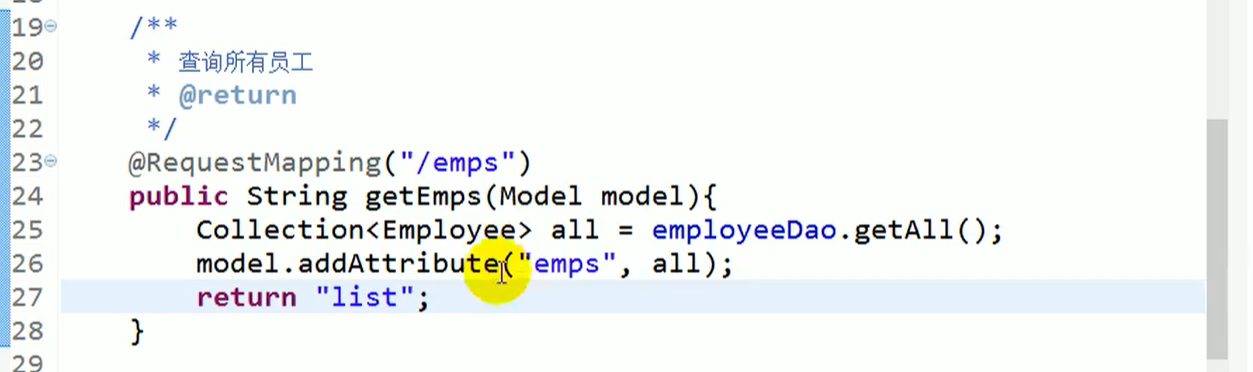 19 /**
20 * 查询所有员工
21 * @return
22 */
23 @RequestMapping("/emps")
24 public String getEmps(Model model){
25 Collection<Employee> all = employeeDao.getAll();
26 model.addAttribute("emps", all);
27 return "list";
28 }
29